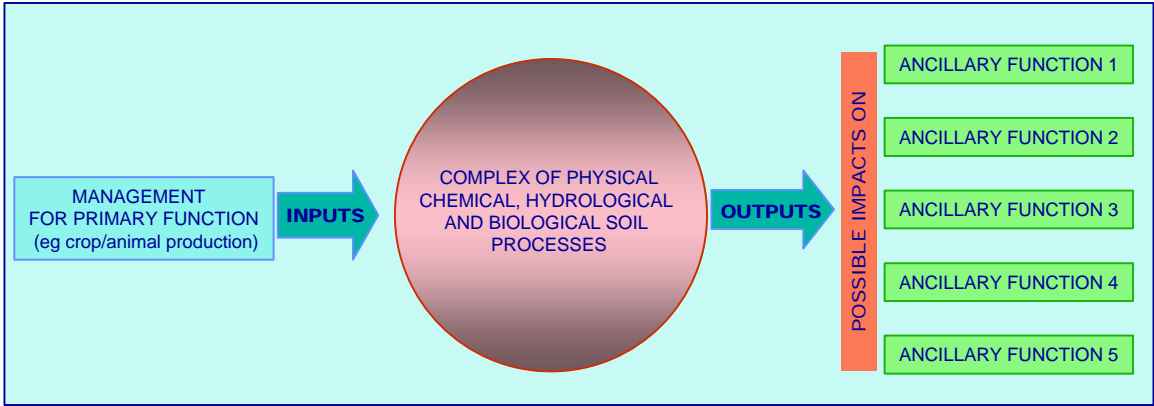 MANAGEMENT
FOR PRIMARY FUNCTION
(eg crop/animal production)
INPUTS
COMPLEX OF PHYSICAL
CHEMICAL, HYDROLOGICAL
AND BIOLOGICAL SOIL
PROCESSES
OUTPUTS
POSSIBLE IMPACTS ON
ANCILLARY FUNCTION 1
ANCILLARY FUNCTION 2
ANCILLARY FUNCTION 3
ANCILLARY FUNCTION 4
ANCILLARY FUNCTION 5